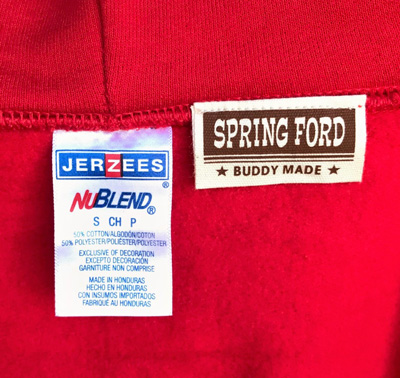 JERZEES®
NUBLEND®
S CH P
50% COTTON/ALGODÓN/COTON
50% POLYESTER/POLIÉSTER/POLYESTER
EXCLUSIVE OF DECORATION
EXCEPTO DECORACIÓN
GARNITURE NON COMPRISE
MADE IN HONDURAS
HECHO EN HONDURAS
CON INSUMOS IMPORTADOS
FABRIQUÉ AU HONDURAS
SPRING FORD
★ BUDDY MADE ★